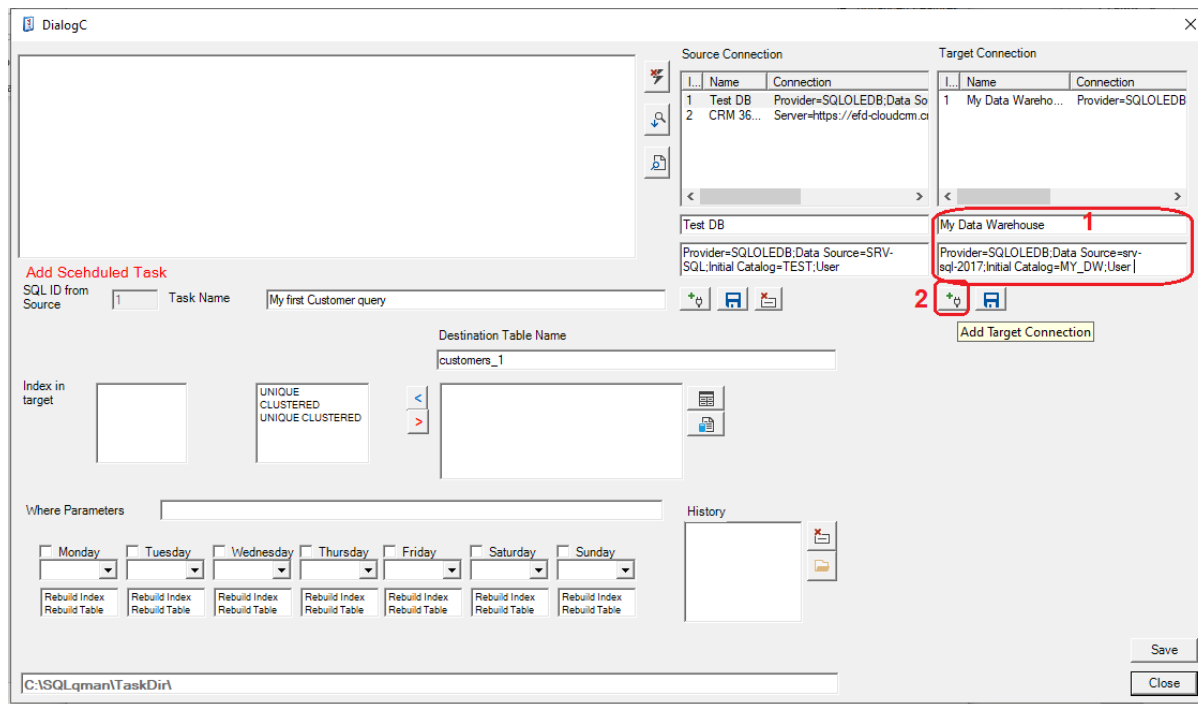 DialogC
Source Connection
Target Connection
I... Name Connection
1 Test DB Provider=SQLOLEDB;Data So
2 CRM 36... Server=https://efd-cloudcrm.cr
I... Name Connection
1 My Data Wareho... Provider=SQLOLEDB
Test DB
Provider=SQLOLEDB;Data Source=SRV-
SQL;Initial Catalog=TEST;User
My Data Warehouse
1
Provider=SQLOLEDB;Data Source=srv-
sql-2017;Initial Catalog=MY_DW;User
2
Add Target Connection
Add Scehduled Task
SQL ID from
Source
1
Task Name
My first Customer query
Destination Table Name
customers_1
Index in
target
UNIQUE
CLUSTERED
UNIQUE CLUSTERED
<
>
Where Parameters
History
Monday Tuesday Wednesday Thursday Friday Saturday Sunday
Rebuild Index Rebuild Index Rebuild Index Rebuild Index Rebuild Index Rebuild Index Rebuild Index
Rebuild Table Rebuild Table Rebuild Table Rebuild Table Rebuild Table Rebuild Table Rebuild Table
Save
C:\SQLqman\TaskDir\
Close